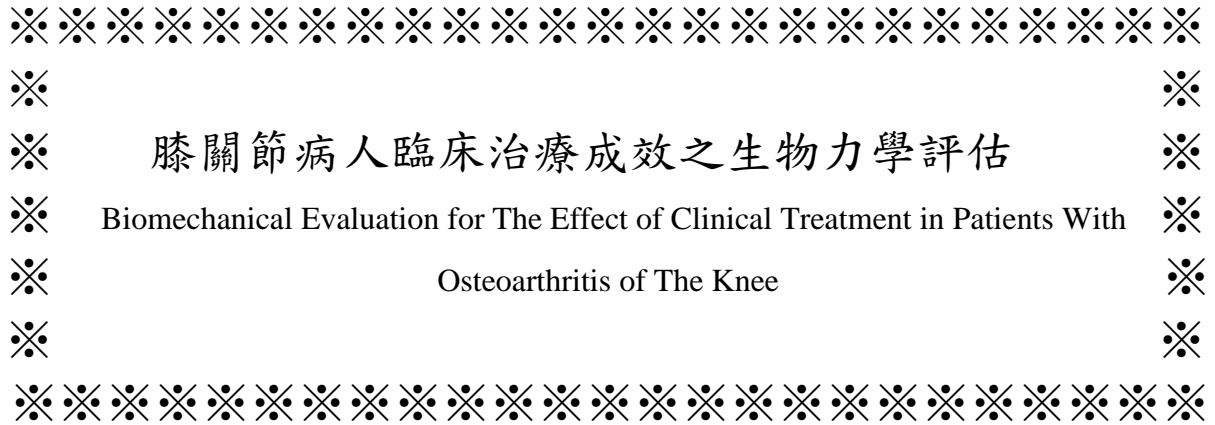 ※※※※※※※※※※※※※※※※※※※※※※※※※
※ ※
※ 膝關節病人臨床治療成效之生物力學評估 ※
※ Biomechanical Evaluation for The Effect of Clinical Treatment in Patients With ※
※ Osteoarthritis of The Knee ※
※ ※
※※※※※※※※※※※※※※※※※※※※※※※※※